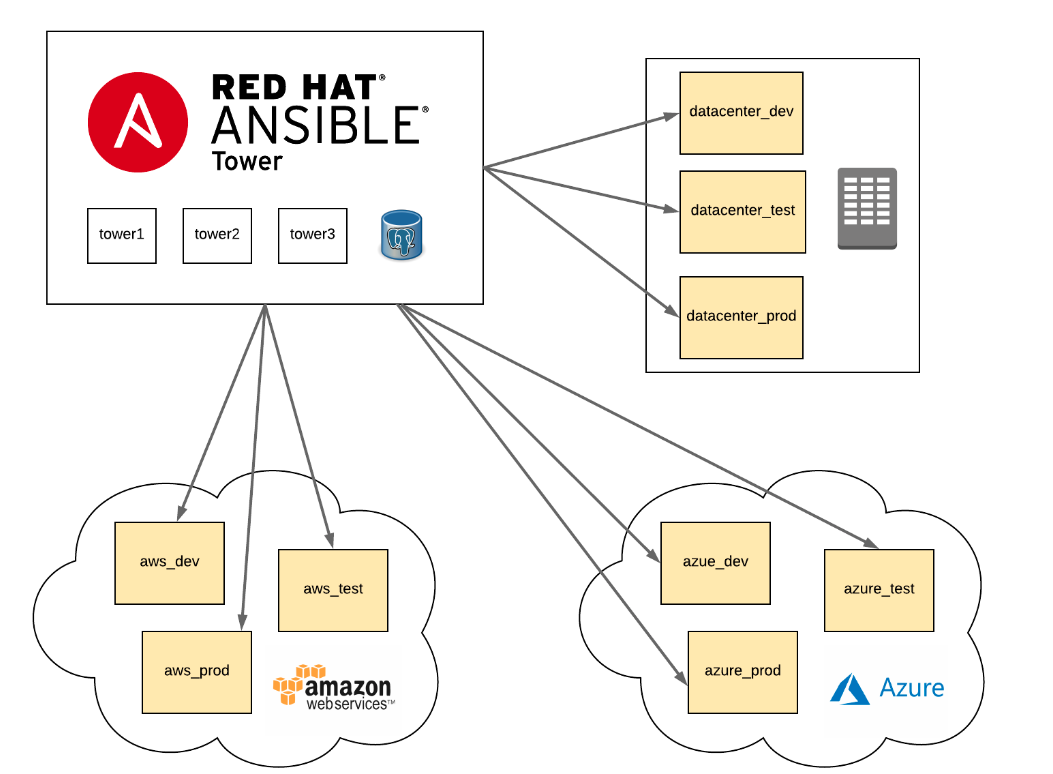 RED HAT®
ANSIBLE®
Tower
tower1
tower2
tower3
datacenter_dev
datacenter_test
datacenter_prod
aws_dev
aws_test
aws_prod
amazon
webservices™
azue_dev
azure_test
azure_prod
Azure